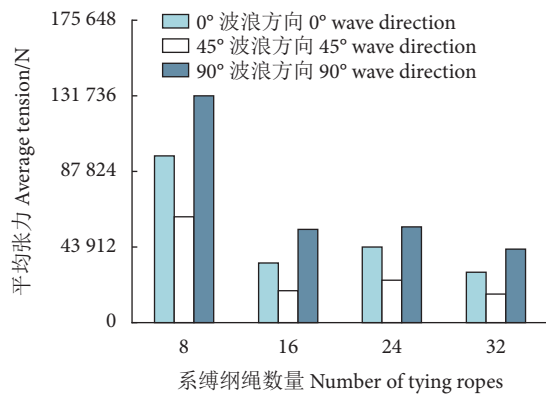 175 648
131 736
87 824
43 912
0
平均张力 Average tension/N
0° 波浪方向 0° wave direction
45° 波浪方向 45° wave direction
90° 波浪方向 90° wave direction
8 16 24 32
系缚纲绳数量 Number of tying ropes